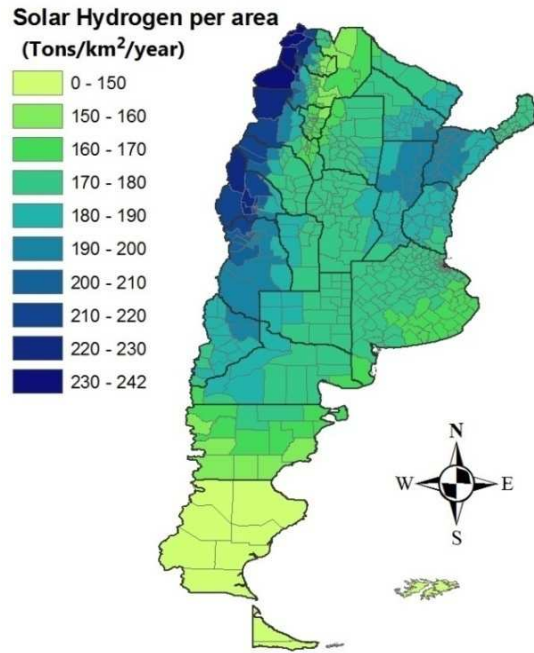 Solar Hydrogen per area
(Tons/km²/year)
0 - 150
150 - 160
160 - 170
170 - 180
180 - 190
190 - 200
200 - 210
210 - 220
220 - 230
230 - 242
N
W E
S